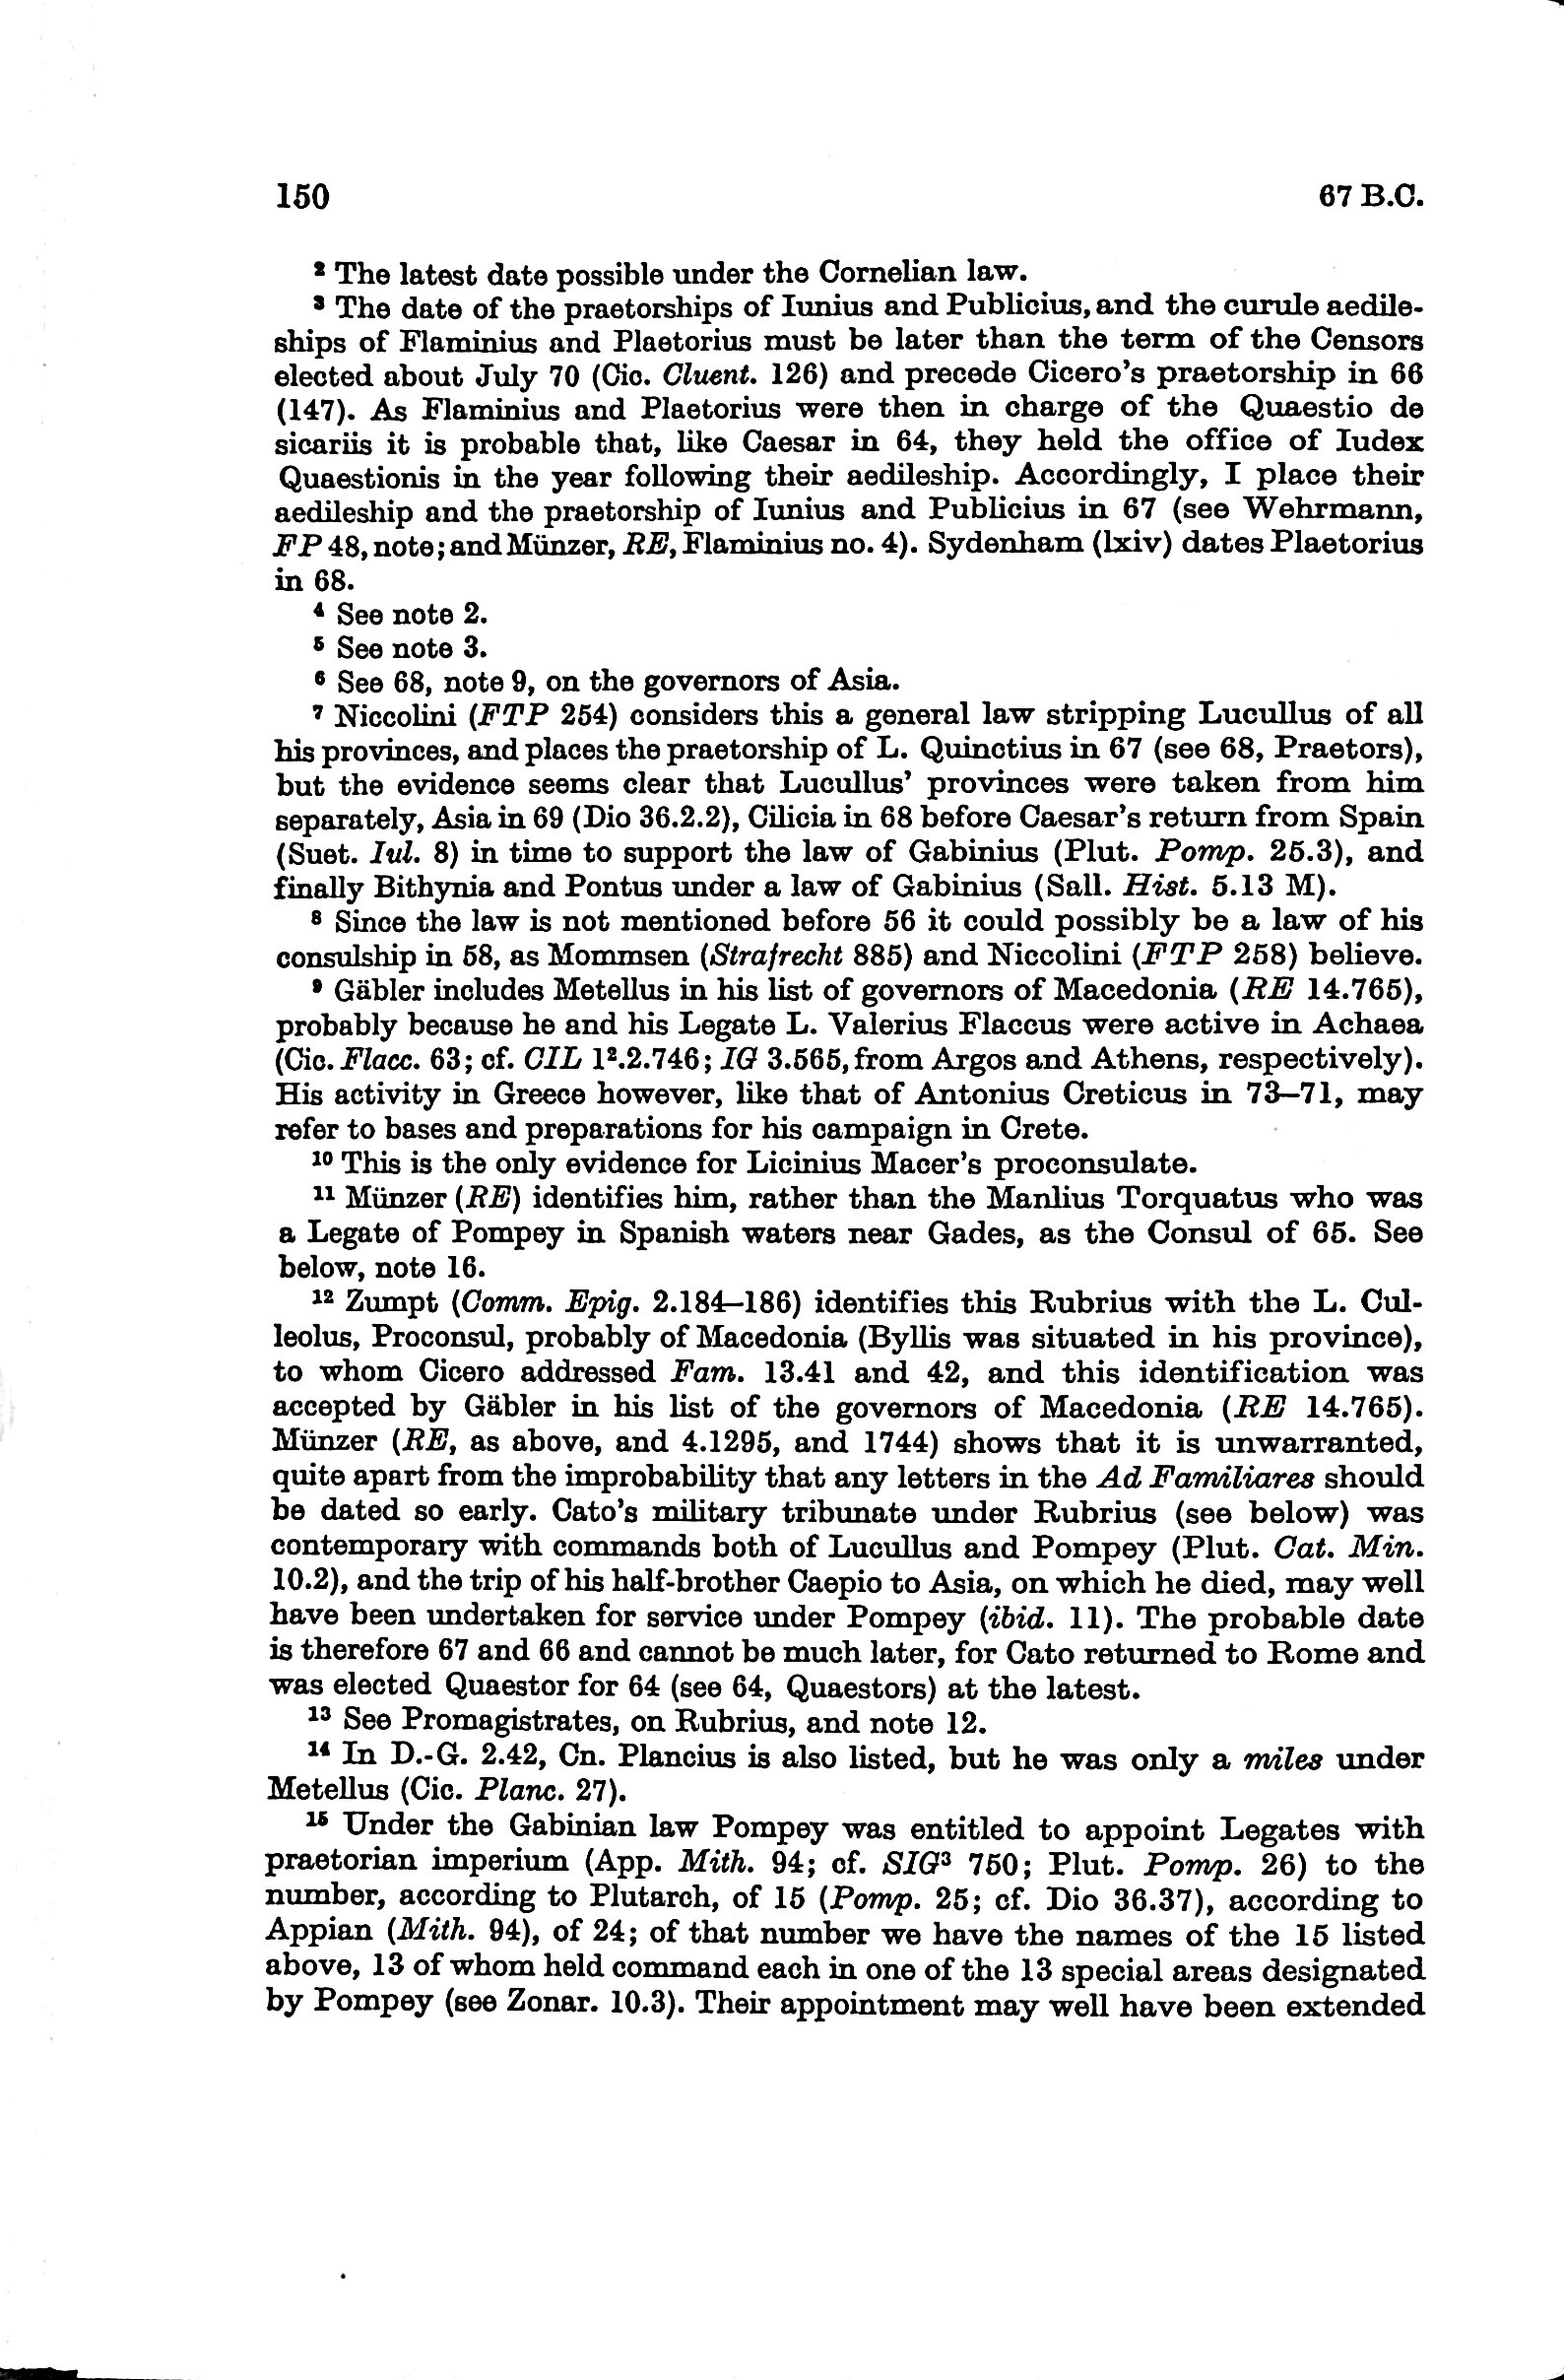 150 67 B.C.
² The latest date possible under the Cornelian law.
³ The date of the praetorships of Iunius and Publicius, and the curule aedile-
ships of Flaminius and Plaetorius must be later than the term of the Censors
elected about July 70 (Cic. Cluent. 126) and precede Cicero's praetorship in 66
(147). As Flaminius and Plaetorius were then in charge of the Quaestio de
sicariis it is probable that, like Caesar in 64, they held the office of Iudex
Quaestionis in the year following their aedileship. Accordingly, I place their
aedileship and the praetorship of Iunius and Publicius in 67 (see Wehrmann,
FP 48, note; and Münzer, RE, Flaminius no. 4). Sydenham (lxiv) dates Plaetorius
in 68.
⁴ See note 2.
⁵ See note 3.
⁶ See 68, note 9, on the governors of Asia.
⁷ Niccolini (FTP 254) considers this a general law stripping Lucullus of all
his provinces, and places the praetorship of L. Quinctius in 67 (see 68, Praetors),
but the evidence seems clear that Lucullus' provinces were taken from him
separately, Asia in 69 (Dio 36.2.2), Cilicia in 68 before Caesar's return from Spain
(Suet. Iul. 8) in time to support the law of Gabinius (Plut. Pomp. 25.3), and
finally Bithynia and Pontus under a law of Gabinius (Sall. Hist. 5.13 M).
⁸ Since the law is not mentioned before 56 it could possibly be a law of his
consulship in 58, as Mommsen (Strafrecht 885) and Niccolini (FTP 258) believe.
⁹ Gäbler includes Metellus in his list of governors of Macedonia (RE 14.765),
probably because he and his Legate L. Valerius Flaccus were active in Achaea
(Cic. Flacc. 63; cf. CIL 1².2.746; IG 3.565, from Argos and Athens, respectively).
His activity in Greece however, like that of Antonius Creticus in 73–71, may
refer to bases and preparations for his campaign in Crete.
¹⁰ This is the only evidence for Licinius Macer's proconsulate.
¹¹ Münzer (RE) identifies him, rather than the Manlius Torquatus who was
a Legate of Pompey in Spanish waters near Gades, as the Consul of 65. See
below, note 16.
¹² Zumpt (Comm. Epig. 2.184–186) identifies this Rubrius with the L. Cul-
leolus, Proconsul, probably of Macedonia (Byllis was situated in his province),
to whom Cicero addressed Fam. 13.41 and 42, and this identification was
accepted by Gäbler in his list of the governors of Macedonia (RE 14.765).
Münzer (RE, as above, and 4.1295, and 1744) shows that it is unwarranted,
quite apart from the improbability that any letters in the Ad Familiares should
be dated so early. Cato's military tribunate under Rubrius (see below) was
contemporary with commands both of Lucullus and Pompey (Plut. Cat. Min.
10.2), and the trip of his half-brother Caepio to Asia, on which he died, may well
have been undertaken for service under Pompey (ibid. 11). The probable date
is therefore 67 and 66 and cannot be much later, for Cato returned to Rome and
was elected Quaestor for 64 (see 64, Quaestors) at the latest.
¹³ See Promagistrates, on Rubrius, and note 12.
¹⁴ In D.-G. 2.42, Cn. Plancius is also listed, but he was only a miles under
Metellus (Cic. Planc. 27).
¹⁵ Under the Gabinian law Pompey was entitled to appoint Legates with
praetorian imperium (App. Mith. 94; cf. SIG³ 750; Plut. Pomp. 26) to the
number, according to Plutarch, of 15 (Pomp. 25; cf. Dio 36.37), according to
Appian (Mith. 94), of 24; of that number we have the names of the 15 listed
above, 13 of whom held command each in one of the 13 special areas designated
by Pompey (see Zonar. 10.3). Their appointment may well have been extended